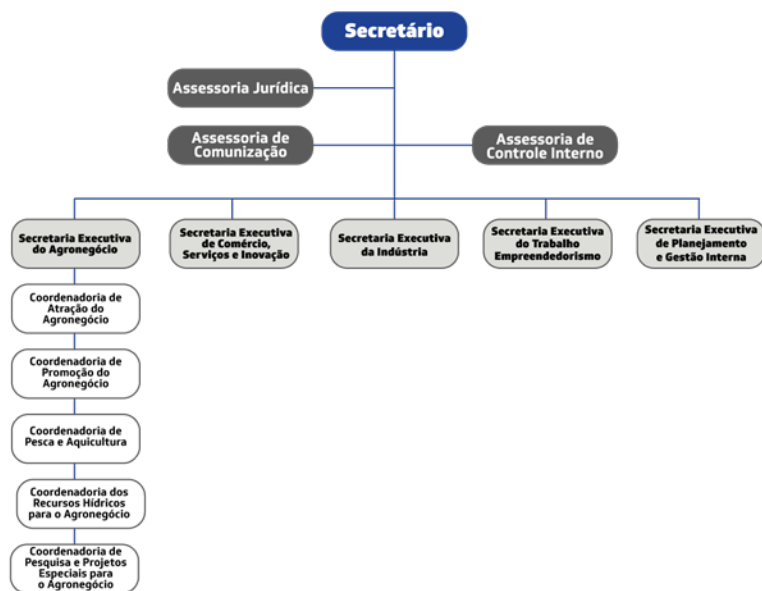 Secretário
Assessoria Jurídica
Assessoria de
Comunização
Assessoria de
Controle Interno
Secretaria Executiva
do Agronegócio
Secretaria Executiva
de Comércio,
Serviços e Inovação
Secretaria Executiva
da Indústria
Secretaria Executiva
do Trabalho
Empreendedorismo
Secretaria Executiva
de Planejamento
e Gestão Interna
Coordenadoria de
Atração do
Agronegócio
Coordenadoria de
Promoção do
Agronegócio
Coordenadoria de
Pesca e Aquicultura
Coordenadoria dos
Recursos Hídricos
para o Agronegócio
Coordenadoria de
Pesquisa e Projetos
Especiais para
o Agronegócio